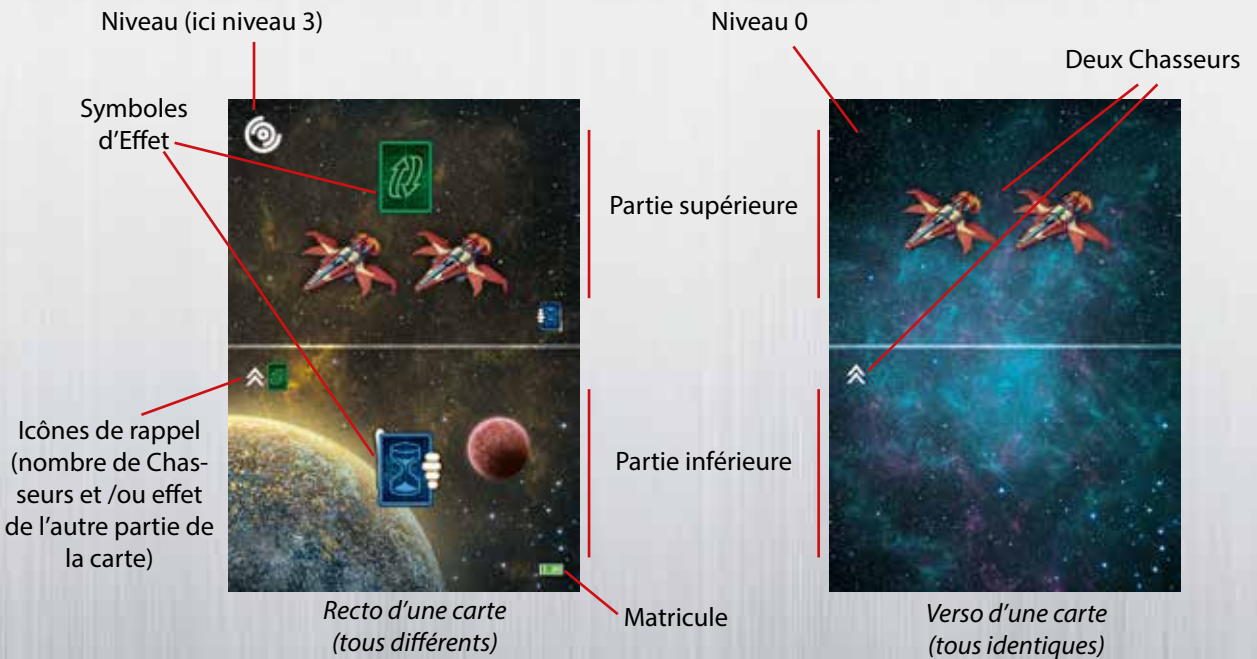 Niveau (ici niveau 3)
Niveau 0
Deux Chasseurs
Symboles
d'Effet
Partie supérieure
Icônes de rappel
(nombre de Chas-
seurs et /ou effet
de l'autre partie de
la carte)
Partie inférieure
Matricule
Recto d'une carte
(tous différents)
Verso d'une carte
(tous identiques)